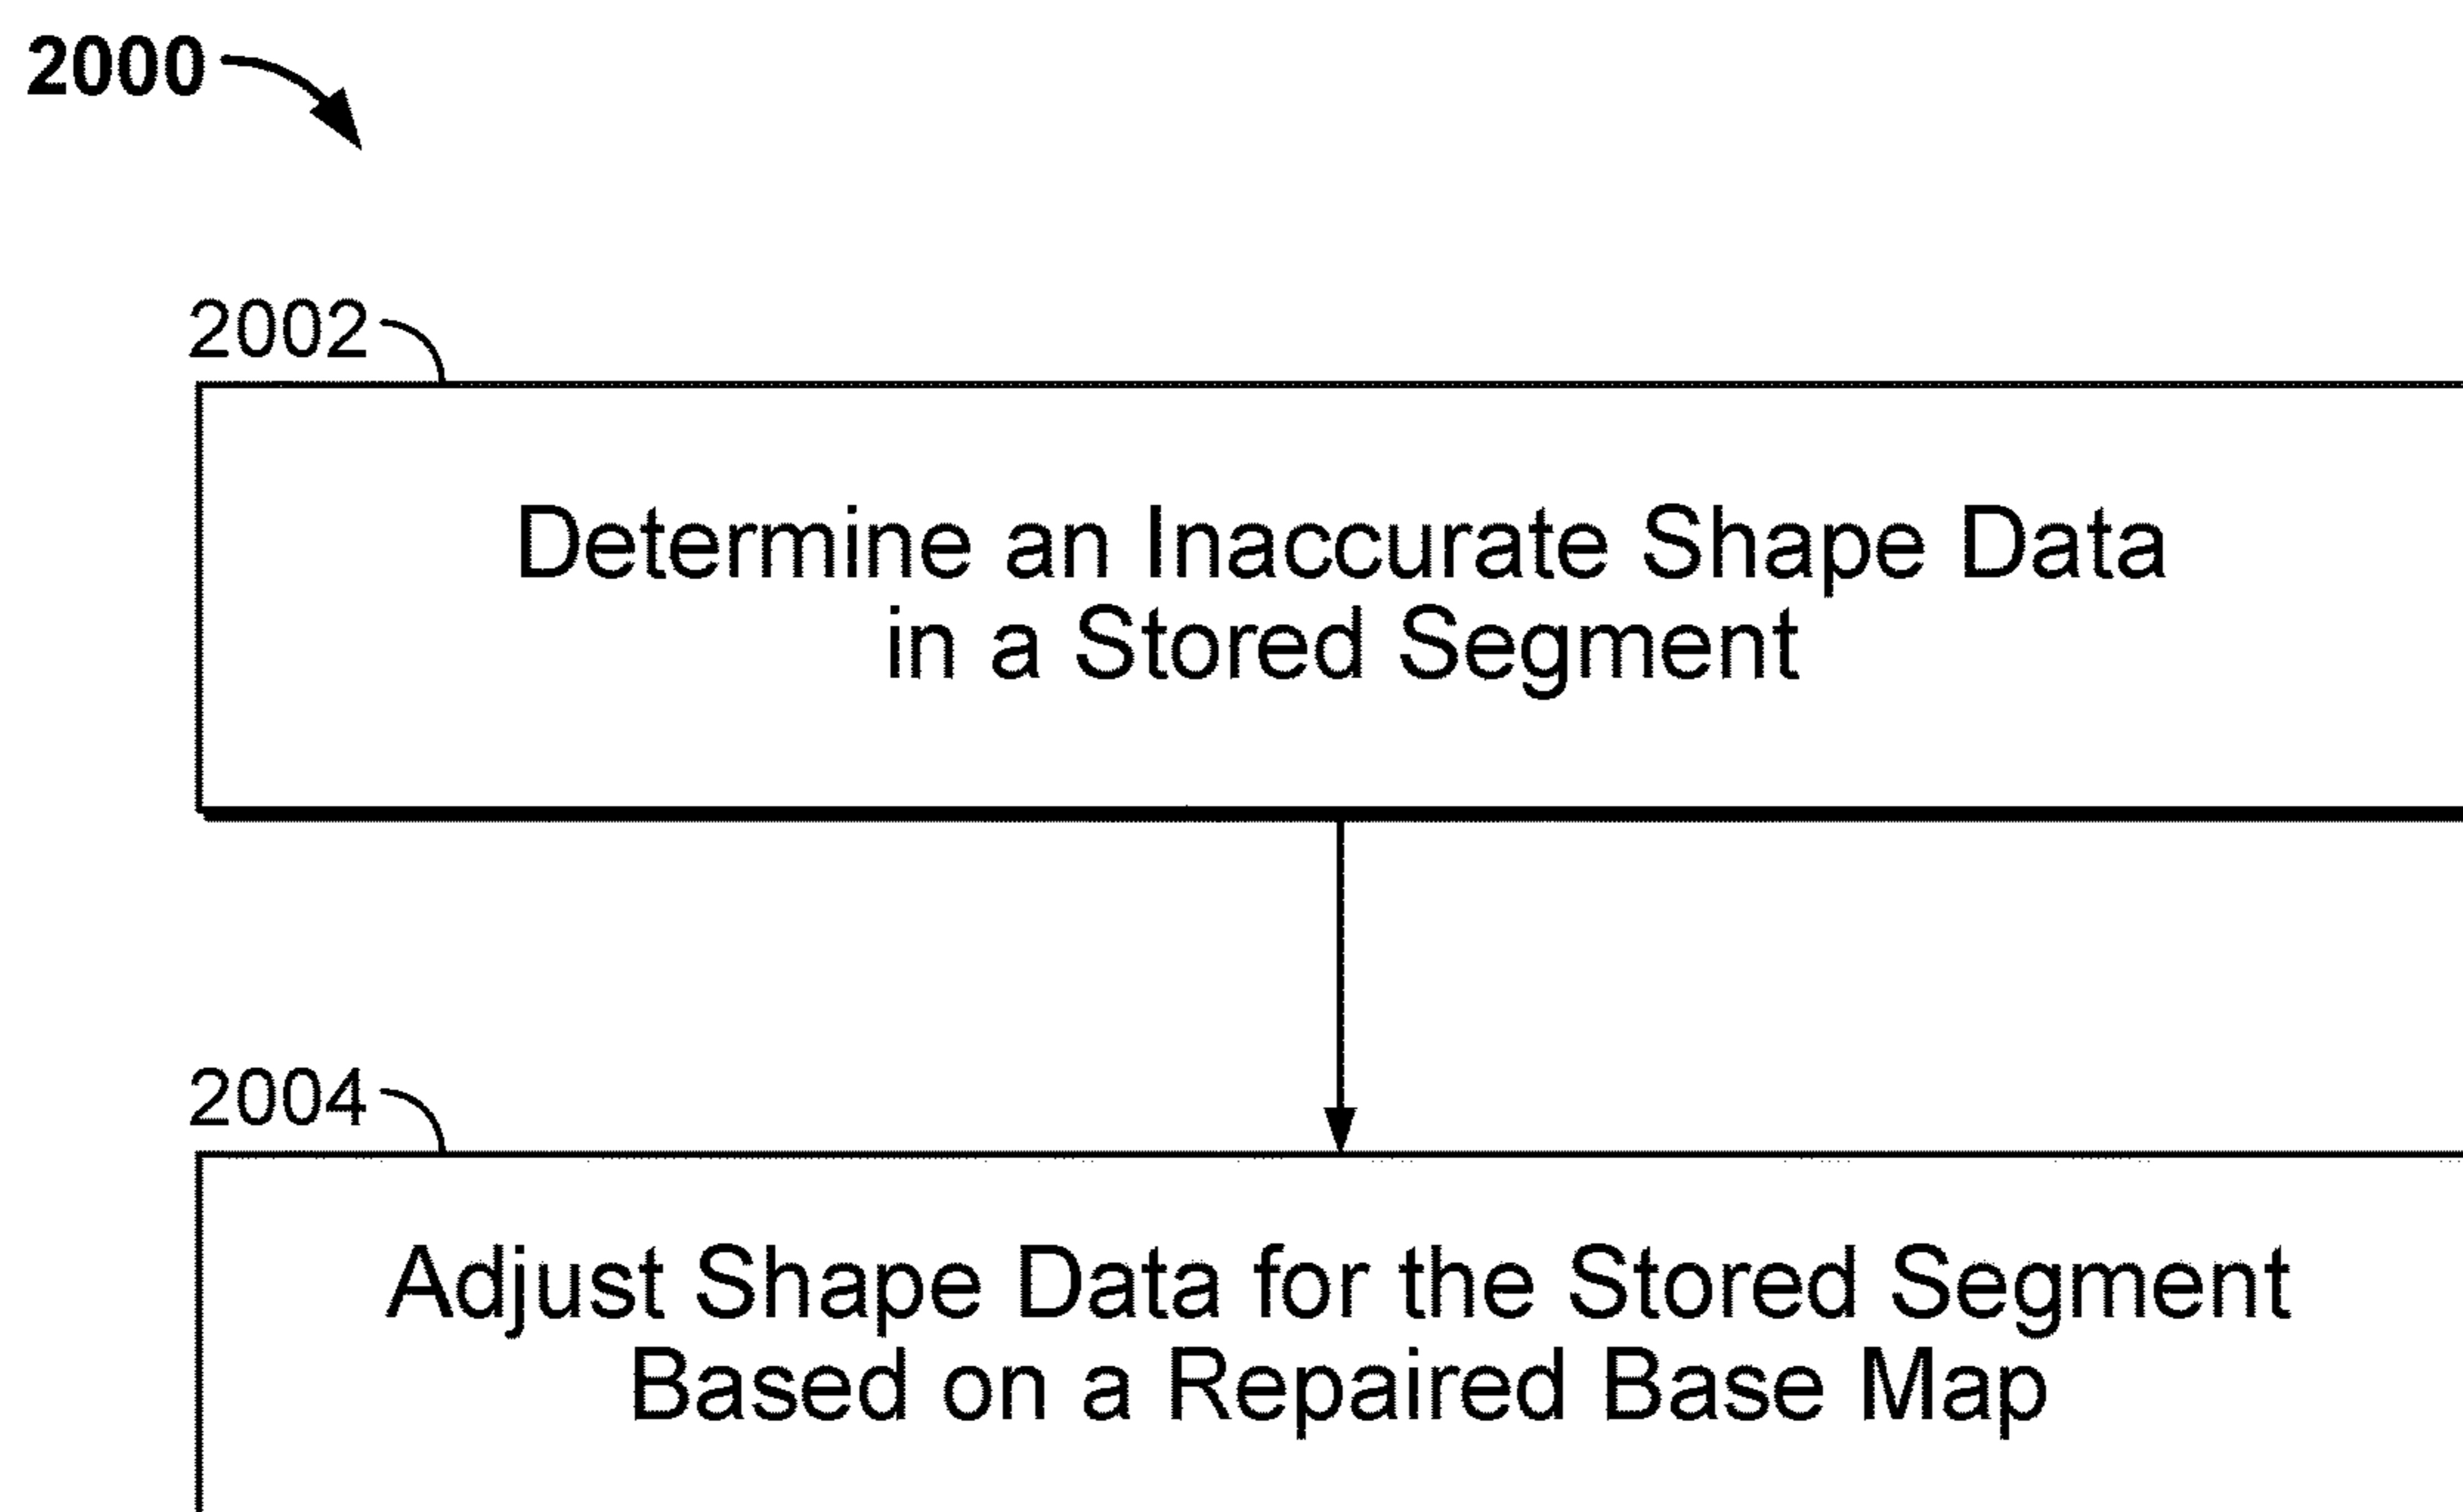 2000
2002
Determine an Inaccurate Shape Data
in a Stored Segment
2004
Adjust Shape Data for the Stored Segment
Based on a Repaired Base Map